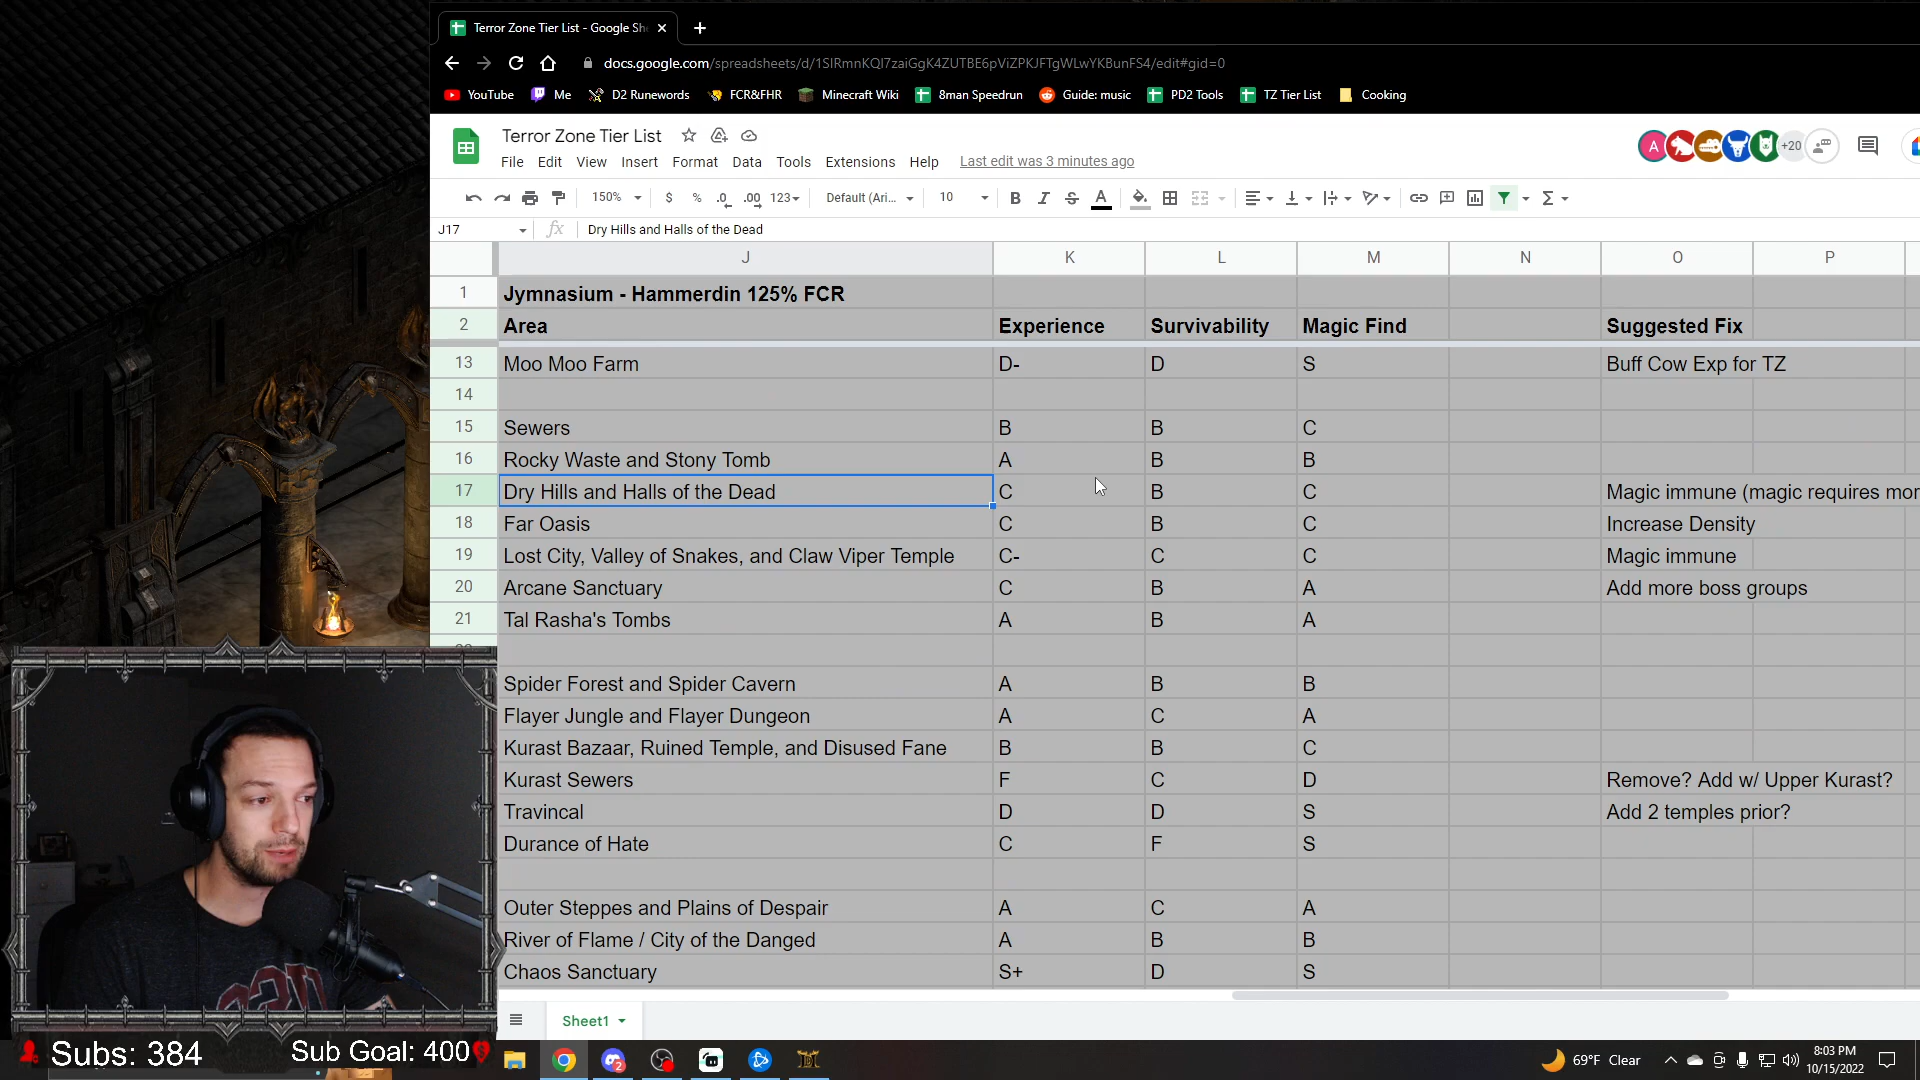 Terror Zone Tier List - Google Sh
docs.google.com/spreadsheets/d/1SIRmnKQI7zaiGgK4ZUTBE6pViZPKJFTgWLwYKBunFS4/edit#gid=0
YouTube Me D2 Runewords FCR&FHR Minecraft Wiki 8man Speedrun Guide: music PD2 Tools TZ Tier List Cooking
Terror Zone Tier List
A +20
File Edit View Insert Format Data Tools Extensions Help Last edit was 3 minutes ago
150% $ % .0 .00 123 Default (Ari... 10 B I S A
J17 fx Dry Hills and Halls of the Dead
J K L M N O P
1 Jymnasium - Hammerdin 125% FCR
2 Area Experience Survivability Magic Find Suggested Fix
13 Moo Moo Farm D- D S Buff Cow Exp for TZ
14
15 Sewers B B C
16 Rocky Waste and Stony Tomb A B B
17 Dry Hills and Halls of the Dead C B C Magic immune (magic requires mor
18 Far Oasis C B C Increase Density
19 Lost City, Valley of Snakes, and Claw Viper Temple C- C C Magic immune
20 Arcane Sanctuary C B A Add more boss groups
21 Tal Rasha's Tombs A B A
Spider Forest and Spider Cavern A B B
Flayer Jungle and Flayer Dungeon A C A
Kurast Bazaar, Ruined Temple, and Disused Fane B B C
Kurast Sewers F C D Remove? Add w/ Upper Kurast?
Travincal D D S Add 2 temples prior?
Durance of Hate C F S
Outer Steppes and Plains of Despair A C A
River of Flame / City of the Danged A B B
Chaos Sanctuary S+ D S
Sheet1
Subs: 384 Sub Goal: 400
2
69°F Clear
8:03 PM
10/15/2022